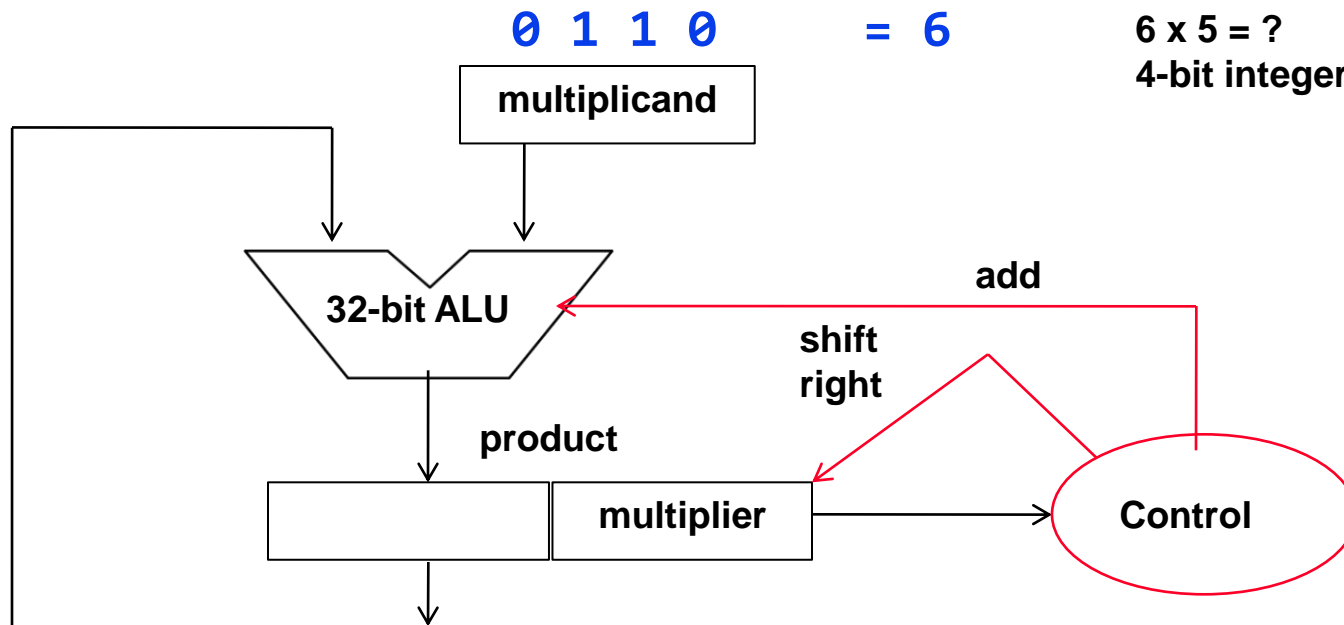 0 1 1 0 = 6
6 x 5 = ?
4-bit integer
multiplicand
add
32-bit ALU
shift
right
product
multiplier
Control